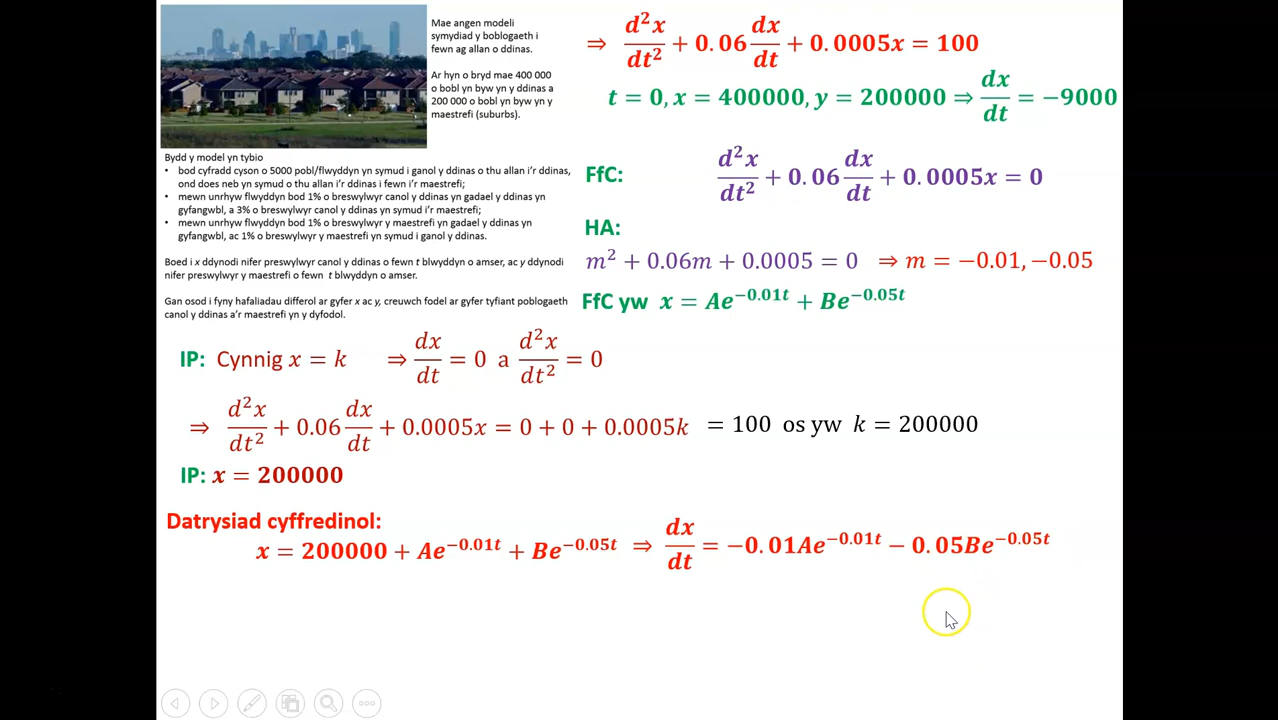 Mae angen modeli
symydiad y boblogaeth i
fewn ag allan o ddinas.
Ar hyn o bryd mae 400 000
o bobl yn byw yn y ddinas a
200 000 o bobl yn byw yn y
maestrefi (suburbs).
Bydd y model yn tybio
• bod cyfradd cyson o 5000 pobl/flwyddyn yn symud i ganol y ddinas o thu allan i'r ddinas,
ond does neb yn symud o thu allan i'r ddinas i fewn i'r maestrefi;
• mewn unrhyw flwyddyn bod 1% o breswylwyr canol y ddinas yn gadael y ddinas yn
gyfangwbl, a 3% o breswylwyr canol y ddinas yn symud i'r maestrefi;
• mewn unrhyw flwyddyn bod 1% o breswylwyr y maestrefi yn gadael y ddinas yn
gyfangwbl, ac 1% o breswylwyr y maestrefi yn symud i ganol y ddinas.
Boed i x ddynodi nifer preswylwyr canol y ddinas o fewn t blwyddyn o amser, ac y ddynodi
nifer preswylwyr y maestrefi o fewn t blwyddyn o amser.
Gan osod i fyny hafaliadau differol ar gyfer x ac y, creuwch fodel ar gyfer tyfiant poblogaeth
canol y ddinas a'r maestrefi yn y dyfodol.
⇒ d²x/dt² + 0.06 dx/dt + 0.0005x = 100
t = 0, x = 400000, y = 200000 ⇒ dx/dt = −9000
FfC: d²x/dt² + 0.06 dx/dt + 0.0005x = 0
HA:
m² + 0.06m + 0.0005 = 0 ⇒ m = −0.01, −0.05
FfC yw x = Ae^−0.01t + Be^−0.05t
IP: Cynnig x = k ⇒ dx/dt = 0 a d²x/dt² = 0
⇒ d²x/dt² + 0.06 dx/dt + 0.0005x = 0 + 0 + 0.0005k = 100 os yw k = 200000
IP: x = 200000
Datrysiad cyffredinol:
x = 200000 + Ae^−0.01t + Be^−0.05t ⇒ dx/dt = −0.01Ae^−0.01t − 0.05Be^−0.05t